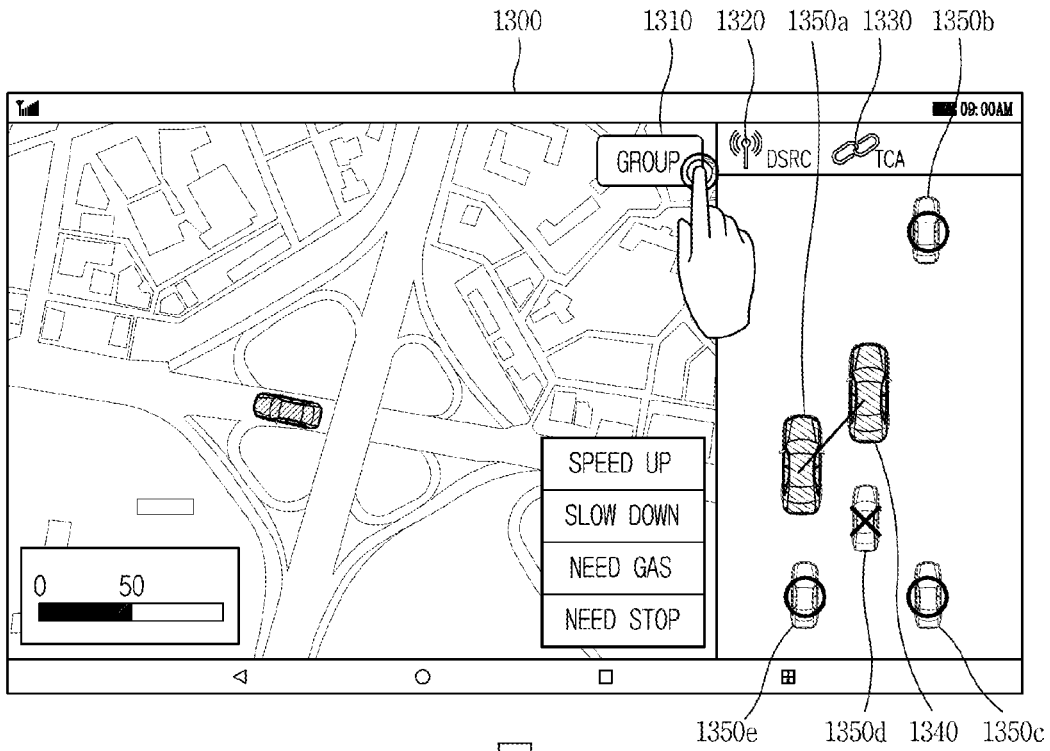 1300 1310 1320 1350a 1330 1350b
09:00AM
GROUP
DSRC
TCA
SPEED UP
SLOW DOWN
NEED GAS
NEED STOP
0 50
1350e 1350d 1340 1350c